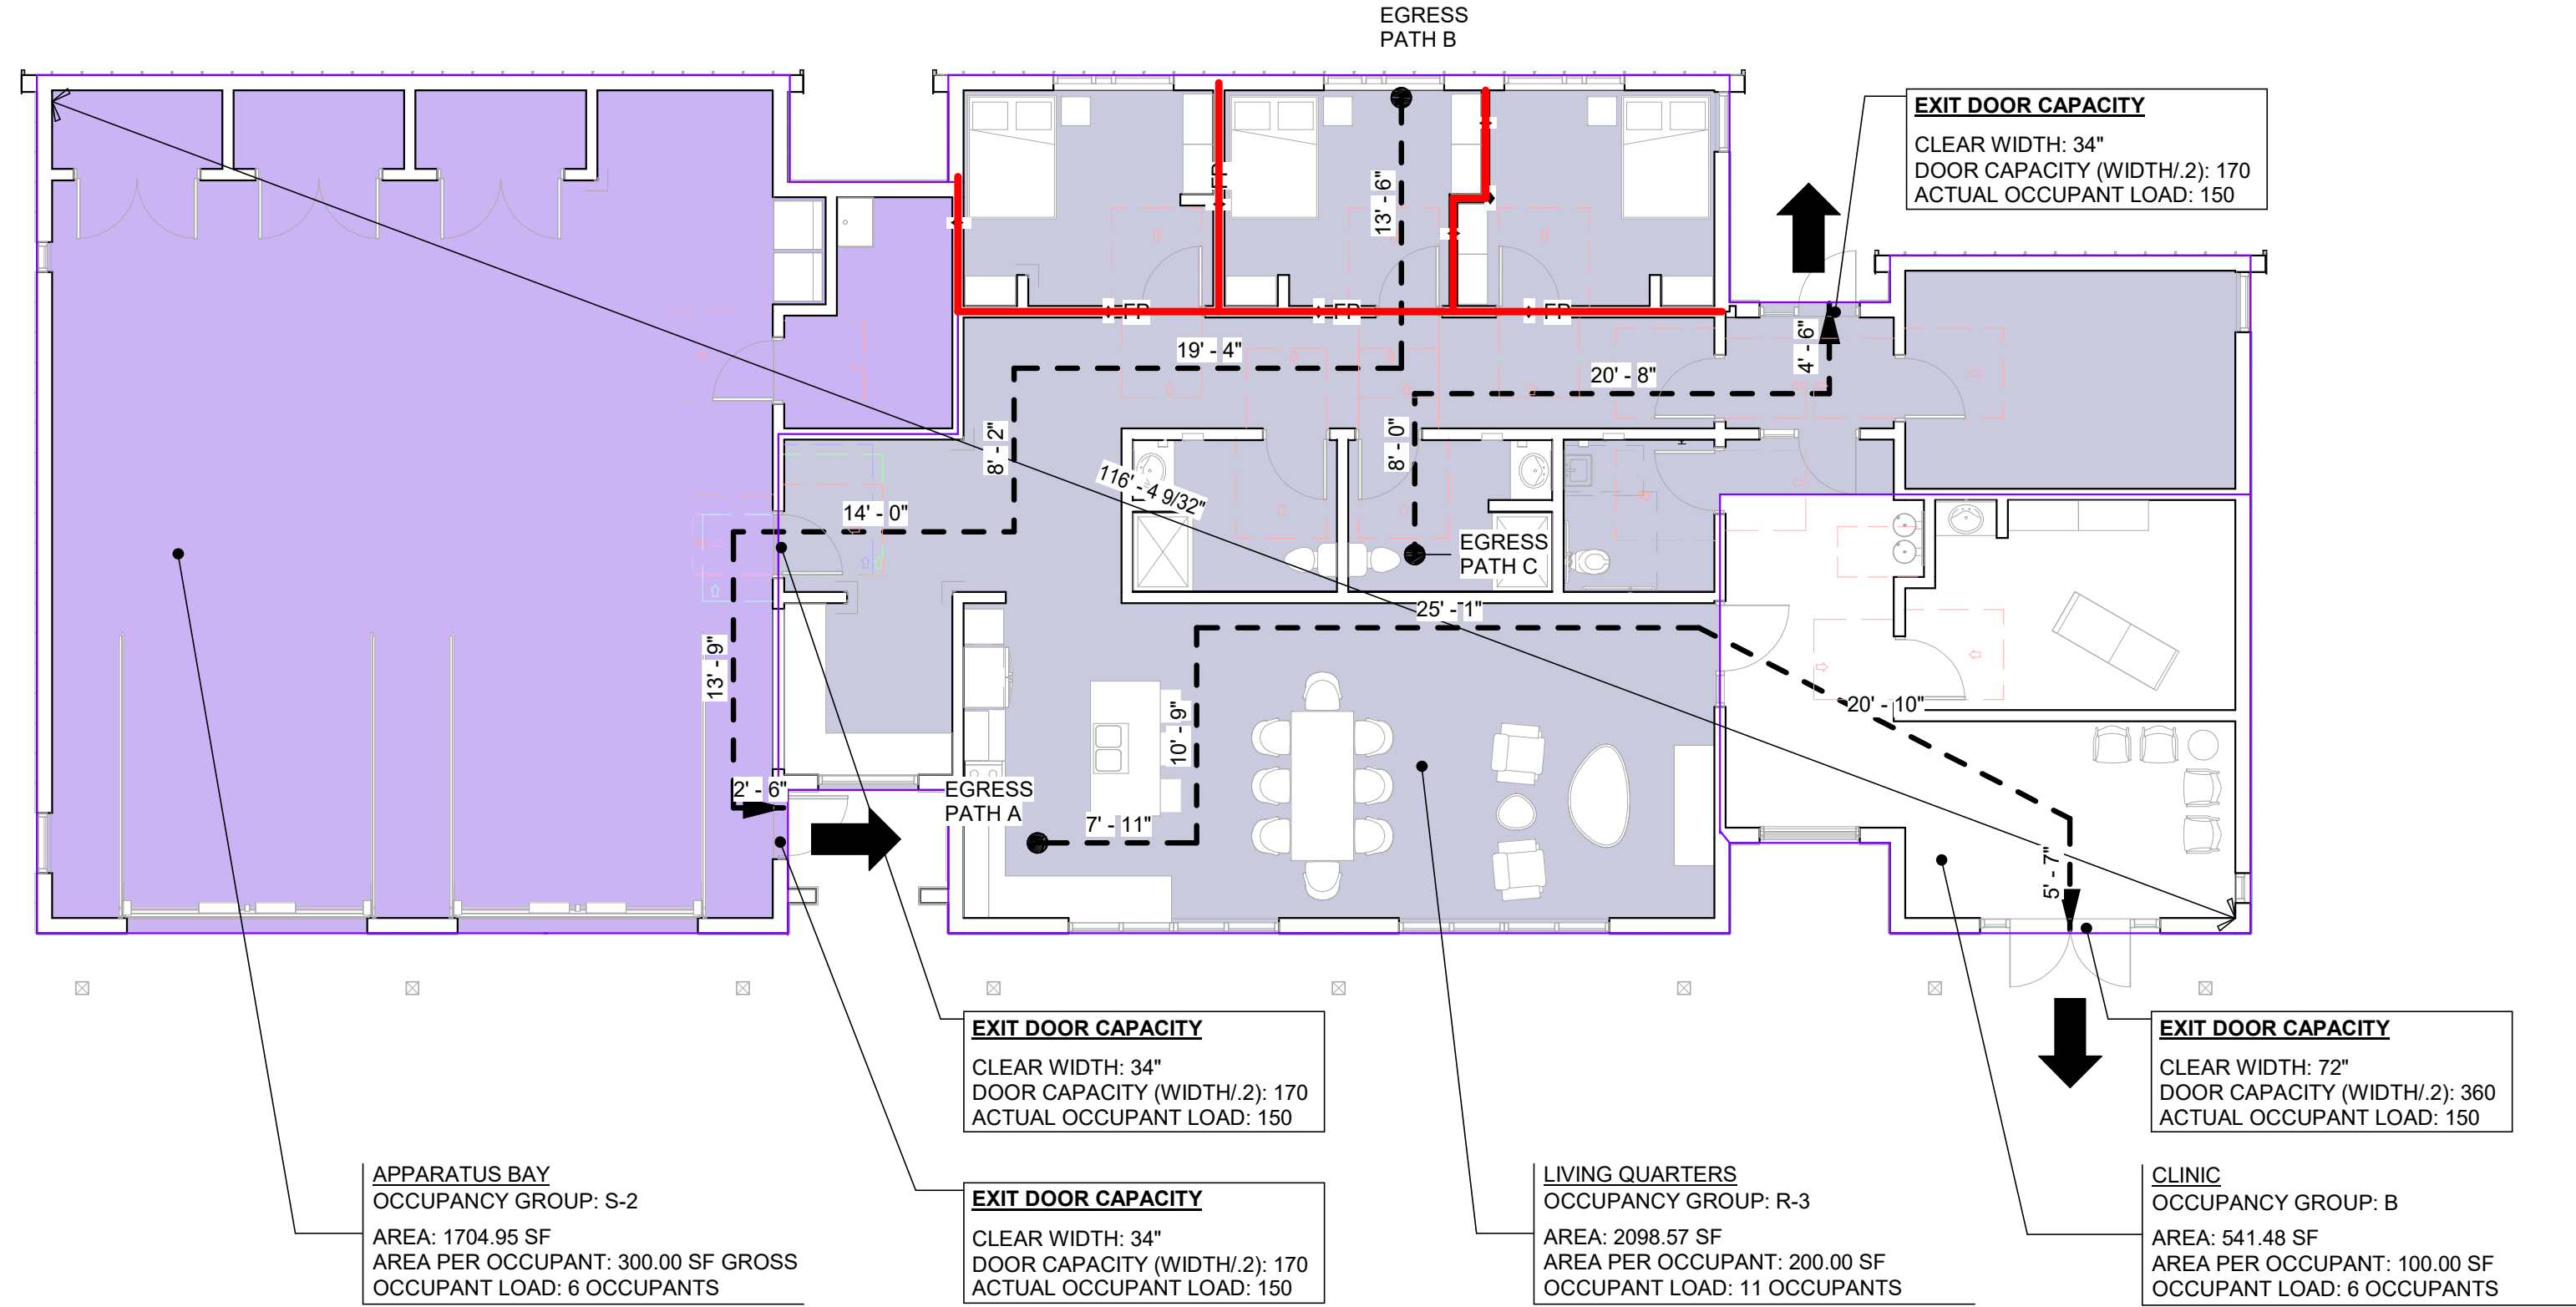 EGRESS
PATH B
EXIT DOOR CAPACITY
CLEAR WIDTH: 34"
DOOR CAPACITY (WIDTH/.2): 170
ACTUAL OCCUPANT LOAD: 150
FP
13' - 6"
FP
FP
FP
19' - 4"
20' - 8"
4' - 6"
8' - 2"
8' - 0"
116' - 4 9/32"
14' - 0"
EGRESS
PATH C
25' - 1"
13' - 9"
10' - 9"
20' - 10"
2' - 6"
EGRESS
PATH A
7' - 11"
5' - 7"
EXIT DOOR CAPACITY
CLEAR WIDTH: 34"
DOOR CAPACITY (WIDTH/.2): 170
ACTUAL OCCUPANT LOAD: 150
EXIT DOOR CAPACITY
CLEAR WIDTH: 72"
DOOR CAPACITY (WIDTH/.2): 360
ACTUAL OCCUPANT LOAD: 150
APPARATUS BAY
OCCUPANCY GROUP: S-2
AREA: 1704.95 SF
AREA PER OCCUPANT: 300.00 SF GROSS
OCCUPANT LOAD: 6 OCCUPANTS
EXIT DOOR CAPACITY
CLEAR WIDTH: 34"
DOOR CAPACITY (WIDTH/.2): 170
ACTUAL OCCUPANT LOAD: 150
LIVING QUARTERS
OCCUPANCY GROUP: R-3
AREA: 2098.57 SF
AREA PER OCCUPANT: 200.00 SF
OCCUPANT LOAD: 11 OCCUPANTS
CLINIC
OCCUPANCY GROUP: B
AREA: 541.48 SF
AREA PER OCCUPANT: 100.00 SF
OCCUPANT LOAD: 6 OCCUPANTS